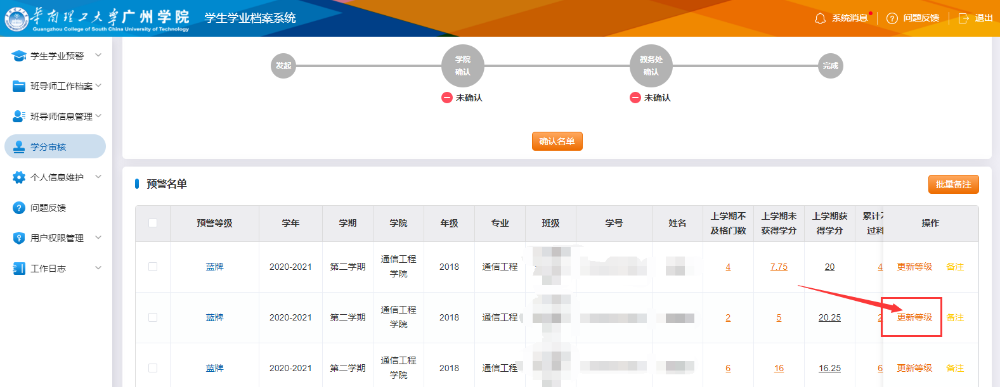 华南理工大学广州学院
Guangzhou College of South China University of Technology
学生学业档案系统
系统消息
问题反馈
退出
学生学业预警
班导师工作档案
班导师信息管理
学分审核
个人信息维护
问题反馈
用户权限管理
工作日志
发起
学院
确认
教务处
确认
完成
未确认
未确认
确认名单
预警名单
批量备注
预警等级 学年 学期 学院 年级 专业 班级 学号 姓名 上学期不及格门数 上学期未获得学分 上学期获得学分 累计 过科 操作
蓝牌 2020-2021 第二学期 通信工程学院 2018 通信工程 4 7.75 20 4 更新等级 备注
蓝牌 2020-2021 第二学期 通信工程学院 2018 通信工程 2 5 20.25 2 更新等级 备注
蓝牌 2020-2021 第二学期 通信工程学院 2018 通信工程 6 16 16.25 6 更新等级 备注